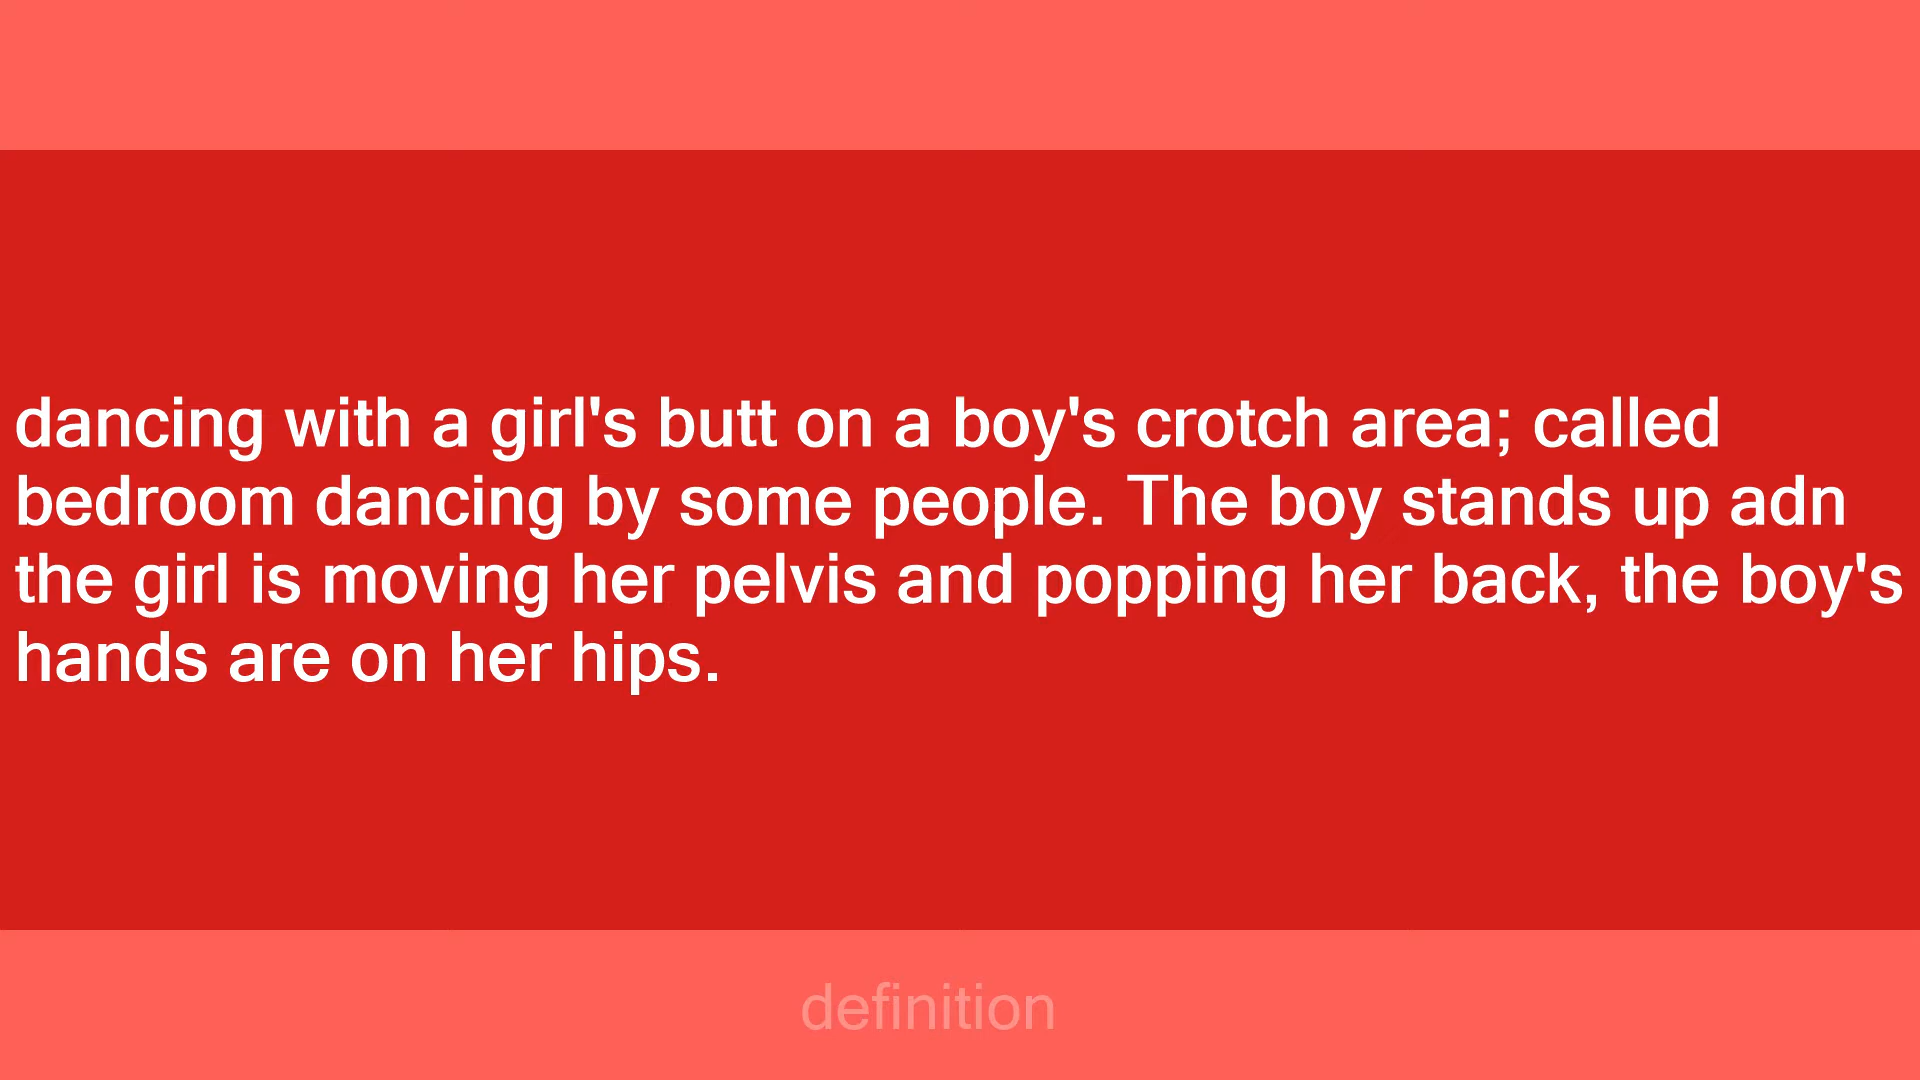 dancing with a girl's butt on a boy's crotch area; called
bedroom dancing by some people. The boy stands up adn
the girl is moving her pelvis and popping her back, the boy's
hands are on her hips.
definition